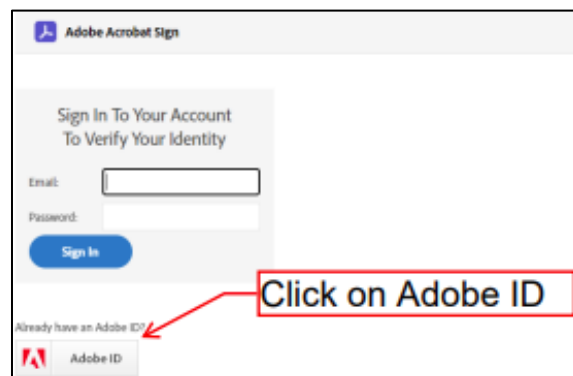 Adobe Acrobat Sign
Sign In To Your Account
To Verify Your Identity
Email:
Password:
Sign In
Click on Adobe ID
Already have an Adobe ID?
Adobe ID